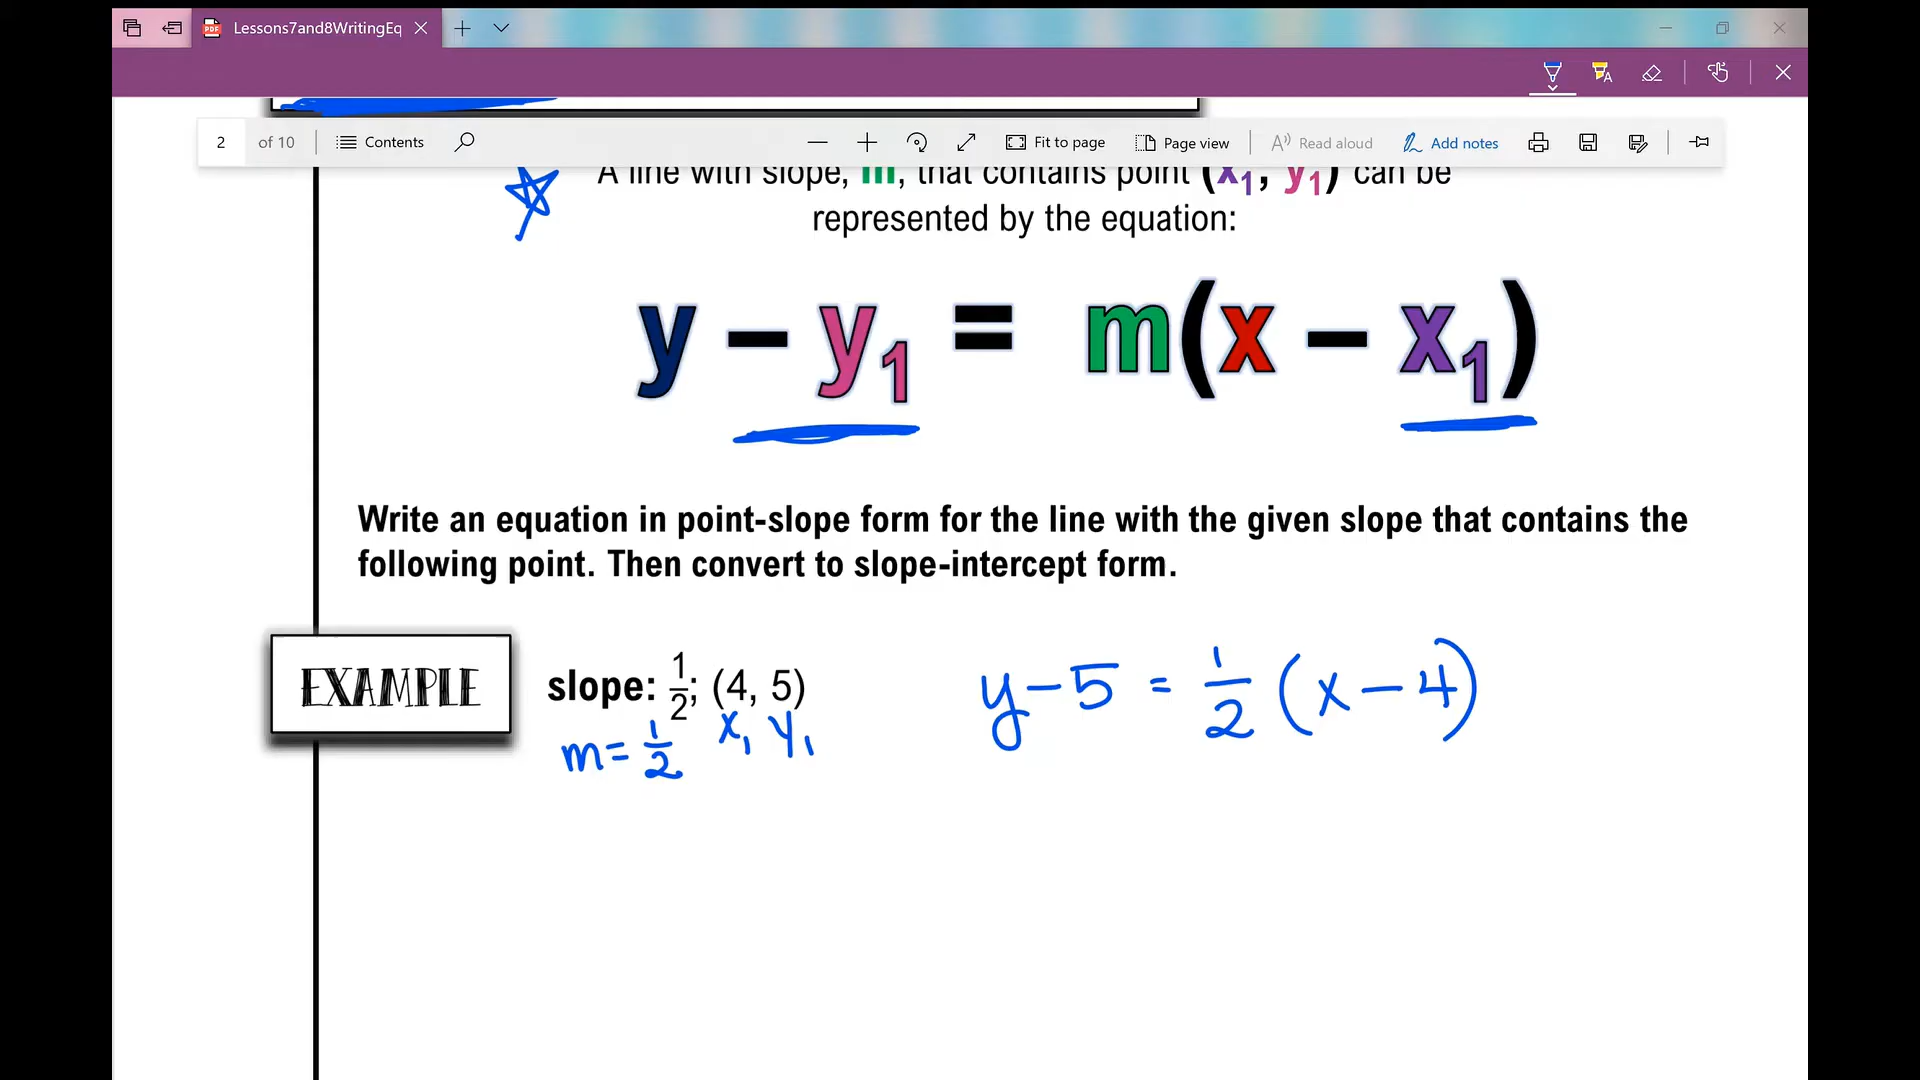 Lessons7and8WritingEq
2 of 10 Contents Fit to page Page view Read aloud Add notes
A line with slope, m, that contains point (x₁, y₁) can be
represented by the equation:
y − y₁ = m(x − x₁)
Write an equation in point-slope form for the line with the given slope that contains the
following point. Then convert to slope-intercept form.
EXAMPLE
slope: 1/2; (4, 5)
m = 1/2 x₁ y₁
y − 5 = 1/2 (x − 4)